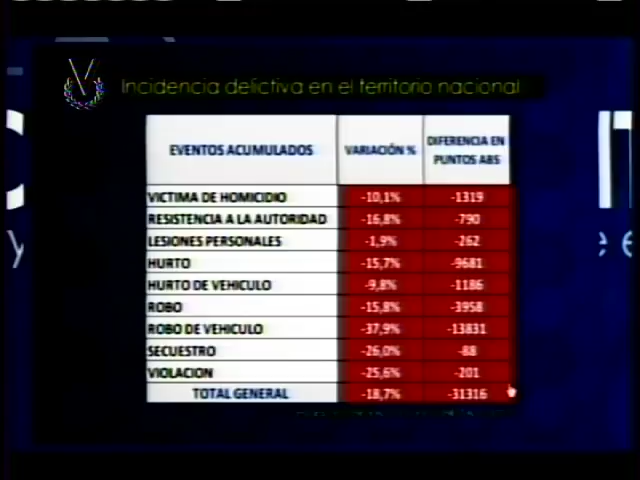 Incidencia delictiva en el territorio nacional
EVENTOS ACUMULADOS VARIACIÓN % DIFERENCIA EN PUNTOS ABS
VICTIMA DE HOMICIDIO -10,1% -1319
RESISTENCIA A LA AUTORIDAD -16,8% -790
LESIONES PERSONALES -1,9% -262
HURTO -15,7% -9681
HURTO DE VEHICULO -9,8% -1186
ROBO -15,8% -3958
ROBO DE VEHICULO -37,9% -13831
SECUESTRO -26,0% -88
VIOLACION -25,6% -201
TOTAL GENERAL -18,7% -31316